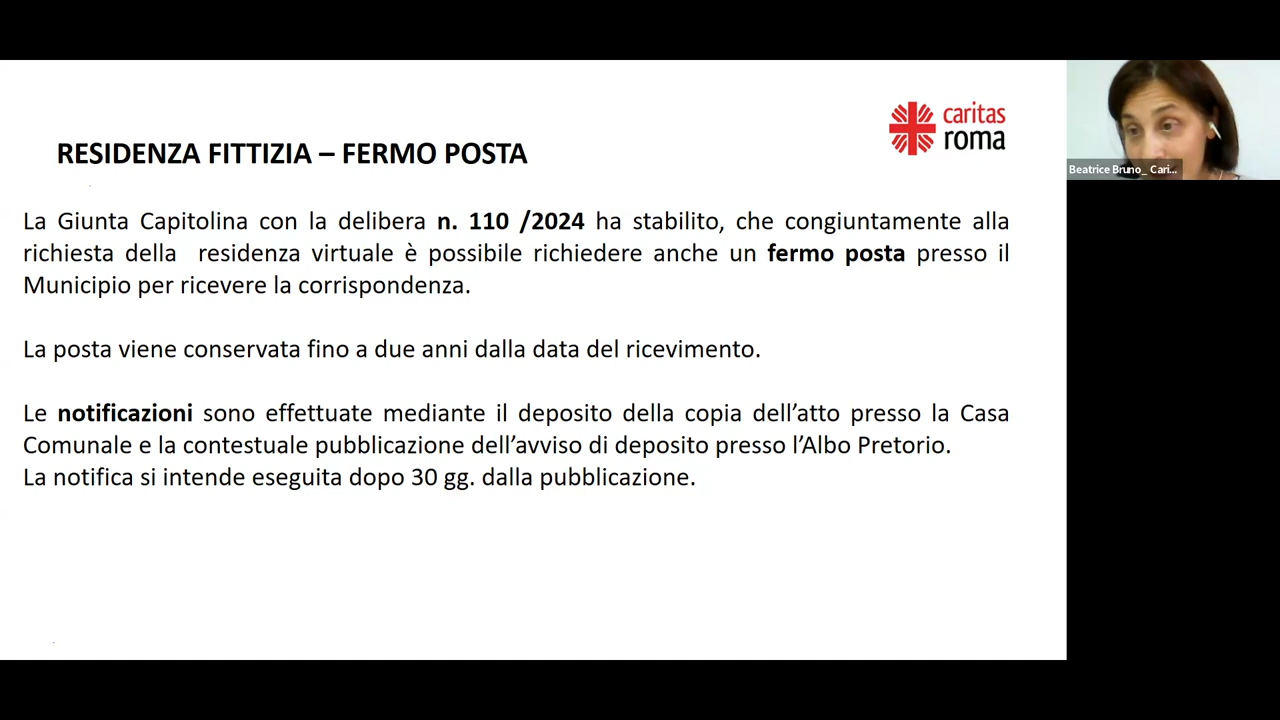 caritas
roma
RESIDENZA FITTIZIA – FERMO POSTA
Beatrice Bruno_ Cari...
La Giunta Capitolina con la delibera n. 110 /2024 ha stabilito, che congiuntamente alla
richiesta della residenza virtuale è possibile richiedere anche un fermo posta presso il
Municipio per ricevere la corrispondenza.
La posta viene conservata fino a due anni dalla data del ricevimento.
Le notificazioni sono effettuate mediante il deposito della copia dell’atto presso la Casa
Comunale e la contestuale pubblicazione dell’avviso di deposito presso l’Albo Pretorio.
La notifica si intende eseguita dopo 30 gg. dalla pubblicazione.